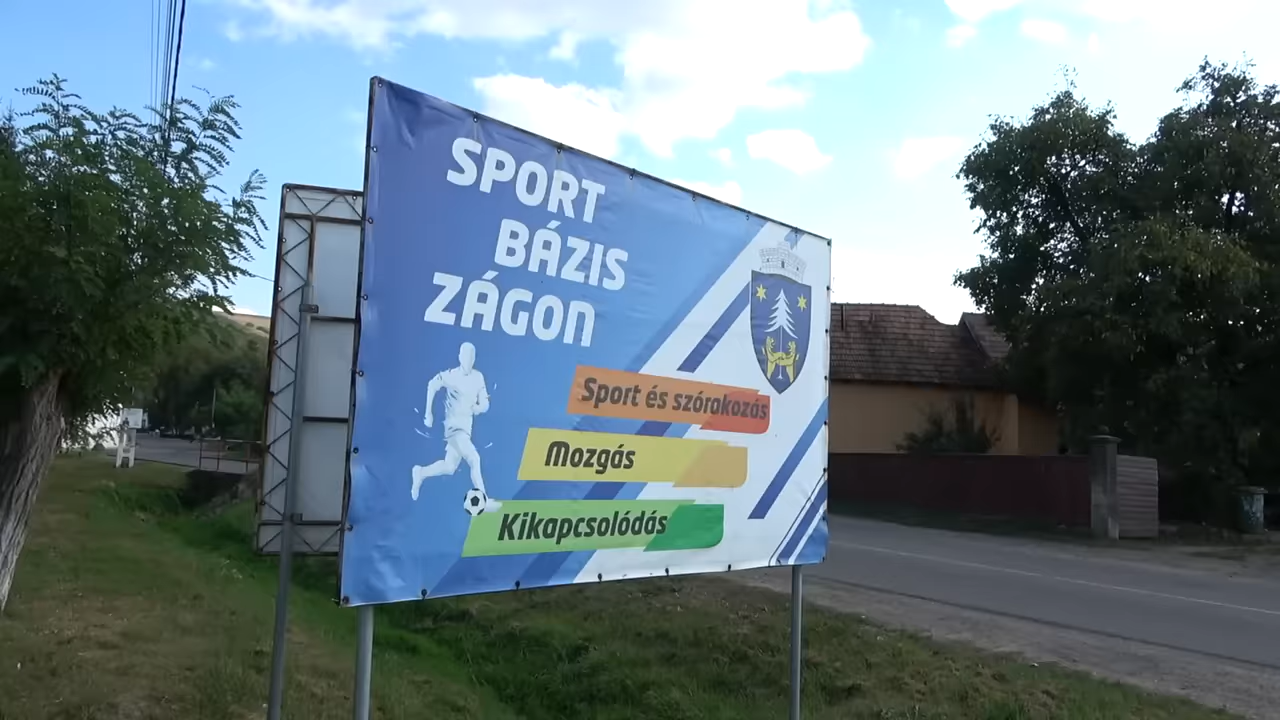 SPORT
BÁZIS
ZÁGON
Sport és szórakozás
Mozgás
Kikapcsolódás